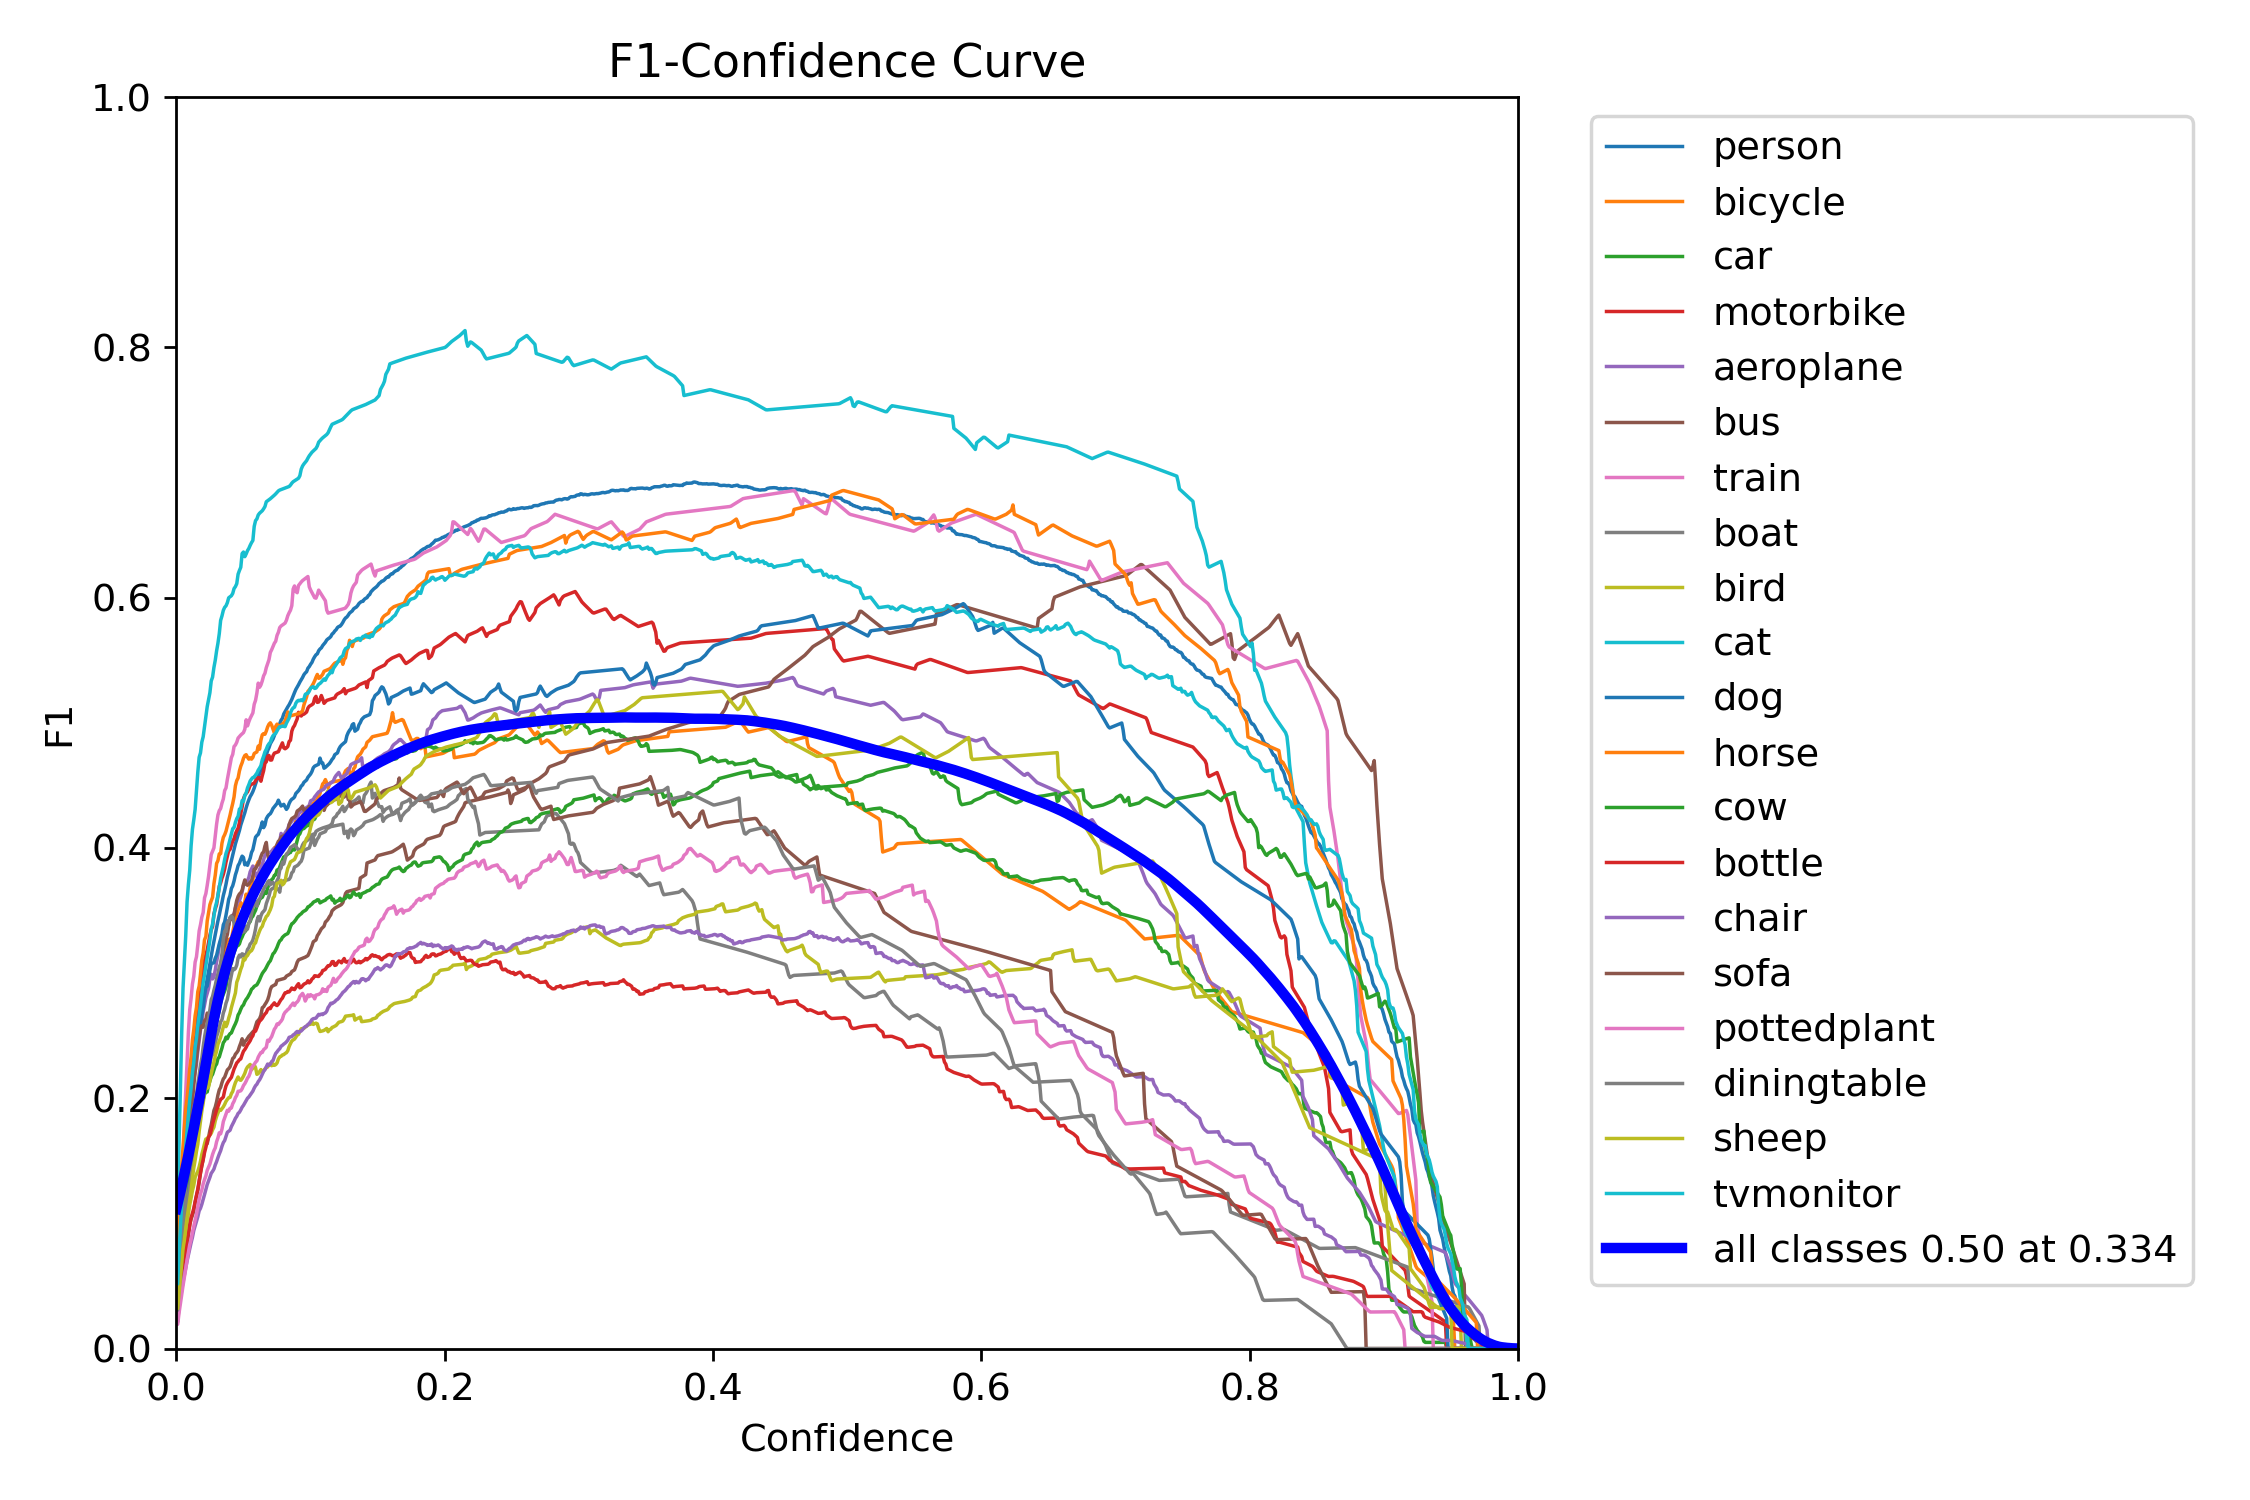 F1-Confidence Curve
1.0
0.8
0.6
0.4
0.2
0.0
F1
0.0 0.2 0.4 0.6 0.8 1.0
Confidence
person
bicycle
car
motorbike
aeroplane
bus
train
boat
bird
cat
dog
horse
cow
bottle
chair
sofa
pottedplant
diningtable
sheep
tvmonitor
all classes 0.50 at 0.334